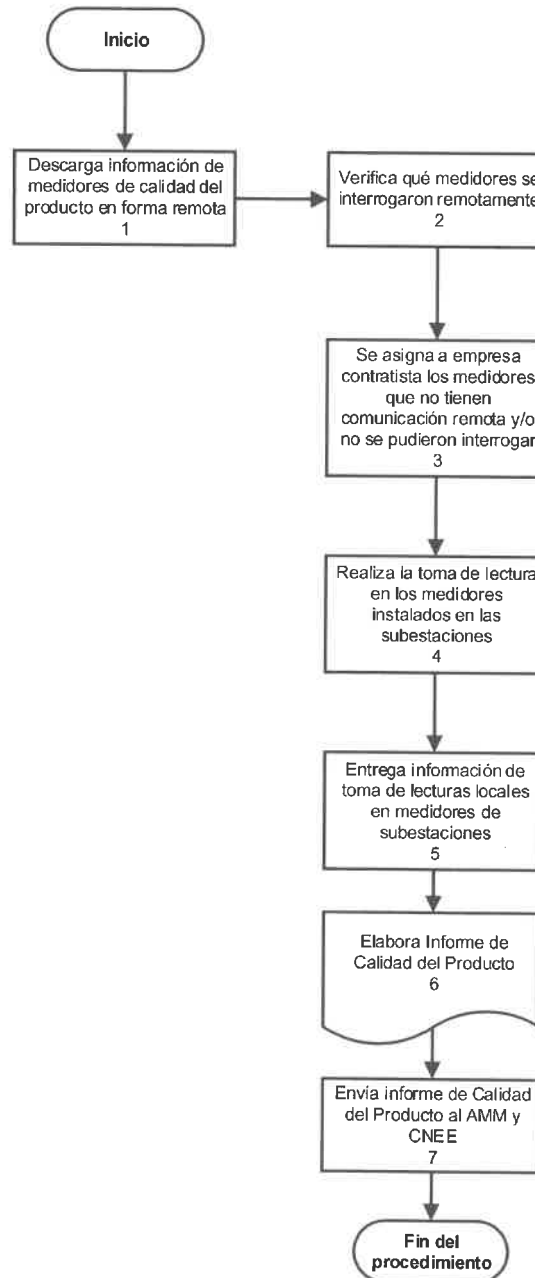 Inicio
Descarga información de
medidores de calidad del
producto en forma remota
1
Verifica qué medidores se
interrogaron remotamente
2
Se asigna a empresa
contratista los medidores
que no tienen
comunicación remota y/o
no se pudieron interrogar
3
Realiza la toma de lectura
en los medidores
instalados en las
subestaciones
4
Entrega información de
toma de lecturas locales
en medidores de
subestaciones
5
Elabora Informe de
Calidad del Producto
6
Envía informe de Calidad
del Producto al AMM y
CNEE
7
Fin del
procedimiento